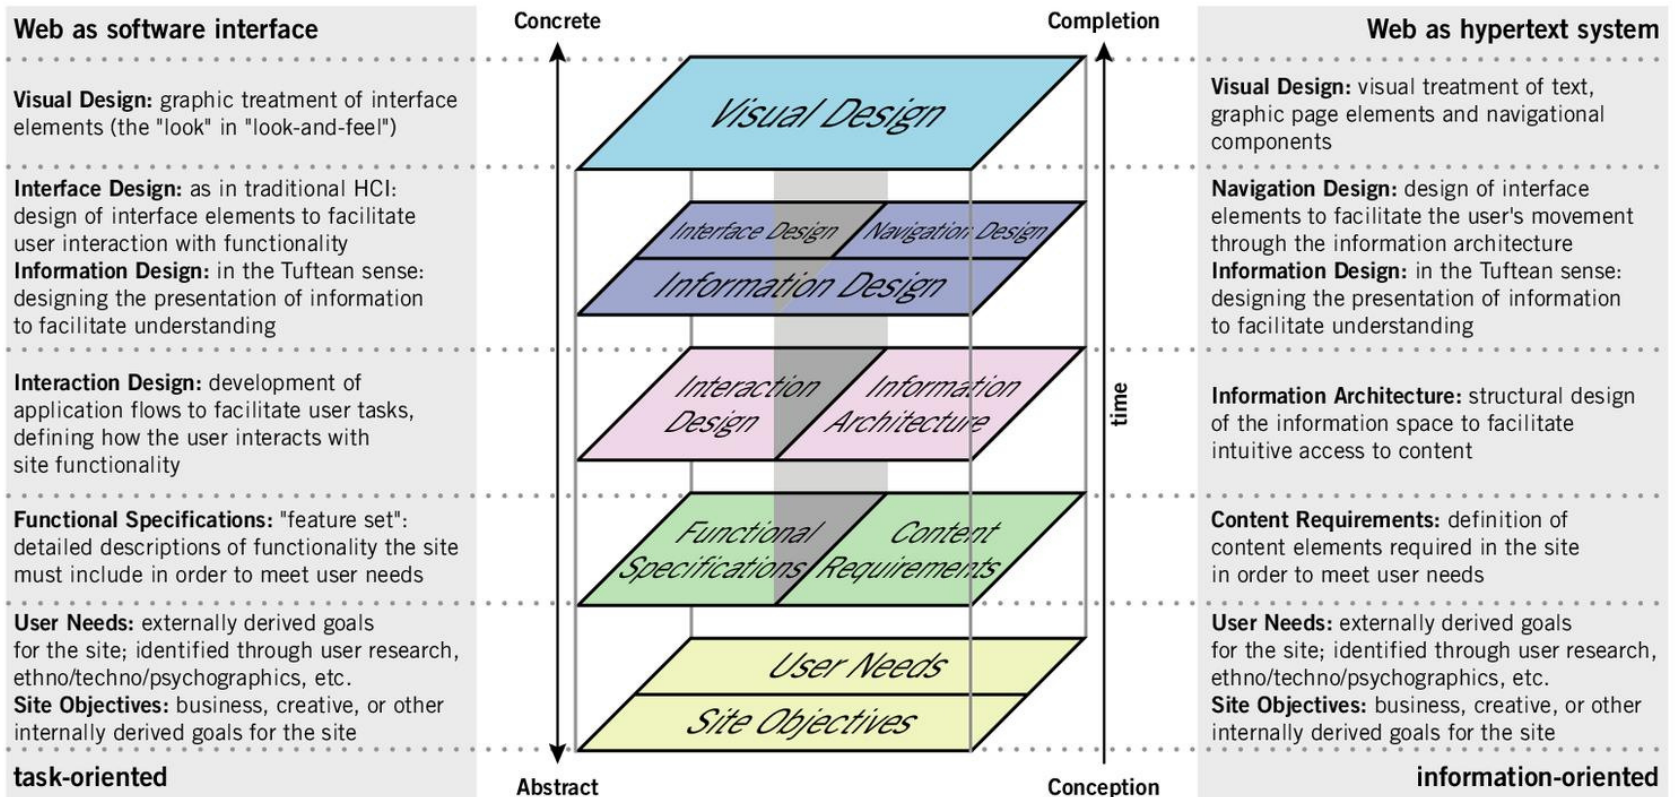 Web as software interface
Visual Design: graphic treatment of interface
elements (the "look" in "look-and-feel")
Interface Design: as in traditional HCI:
design of interface elements to facilitate
user interaction with functionality
Information Design: in the Tuftean sense:
designing the presentation of information
to facilitate understanding
Interaction Design: development of
application flows to facilitate user tasks,
defining how the user interacts with
site functionality
Functional Specifications: "feature set":
detailed descriptions of functionality the site
must include in order to meet user needs
User Needs: externally derived goals
for the site; identified through user research,
ethno/techno/psychographics, etc.
Site Objectives: business, creative, or other
internally derived goals for the site
task-oriented
Concrete
Completion
Visual Design
Interface Design
Navigation Design
Information Design
Interaction
Design
Information
Architecture
Functional
Specifications
Content
Requirements
User Needs
Site Objectives
time
Abstract
Conception
Web as hypertext system
Visual Design: visual treatment of text,
graphic page elements and navigational
components
Navigation Design: design of interface
elements to facilitate the user's movement
through the information architecture
Information Design: in the Tuftean sense:
designing the presentation of information
to facilitate understanding
Information Architecture: structural design
of the information space to facilitate
intuitive access to content
Content Requirements: definition of
content elements required in the site
in order to meet user needs
User Needs: externally derived goals
for the site; identified through user research,
ethno/techno/psychographics, etc.
Site Objectives: business, creative, or other
internally derived goals for the site
information-oriented